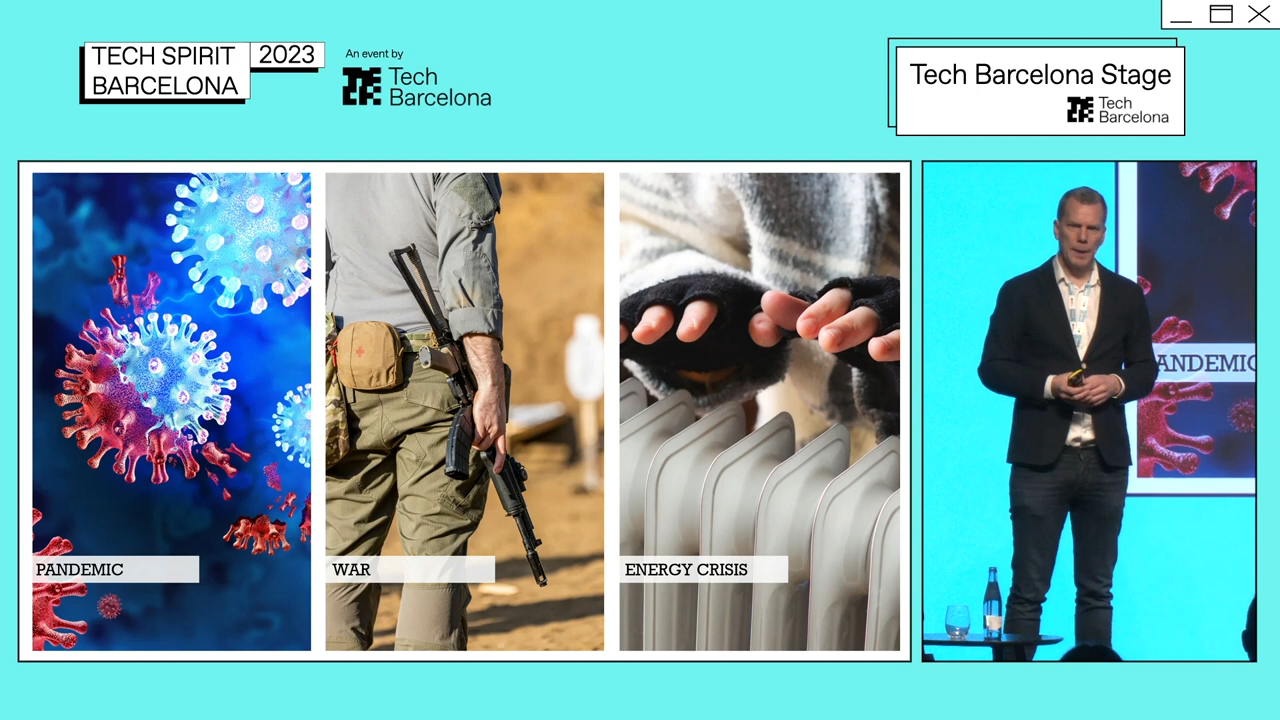 TECH SPIRIT
BARCELONA
2023
An event by
Tech
Barcelona
Tech Barcelona Stage
Tech
Barcelona
PANDEMIC
WAR
ENERGY CRISIS
ANDEMIC